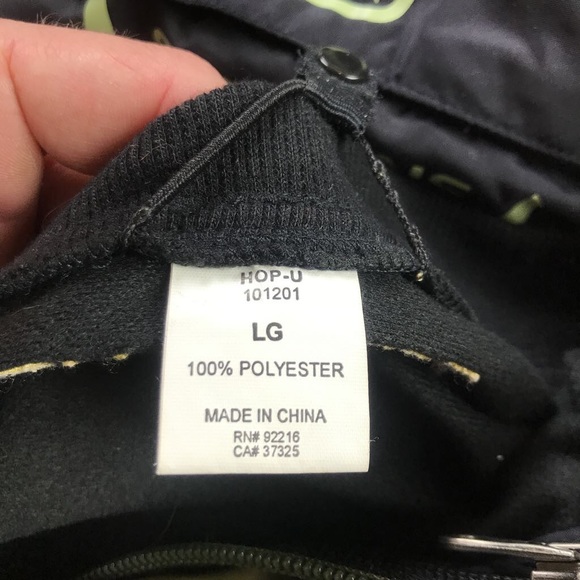 HOP-U
101201
LG
100% POLYESTER
MADE IN CHINA
RN# 92216
CA# 37325